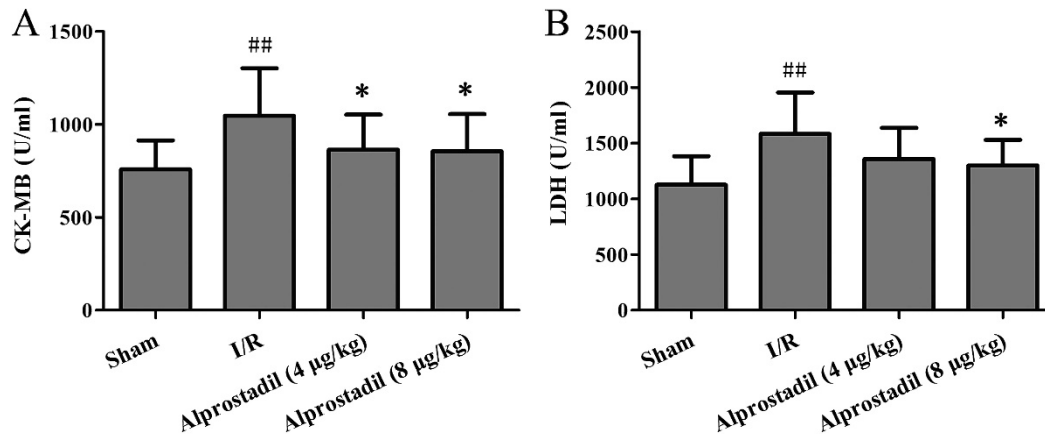 A
CK-MB (U/ml)
1500
1000
500
0
##
*
*
Sham
I/R
Alprostadil (4 μg/kg)
Alprostadil (8 μg/kg)
B
LDH (U/ml)
2500
2000
1500
1000
500
0
##
*
Sham
I/R
Alprostadil (4 μg/kg)
Alprostadil (8 μg/kg)